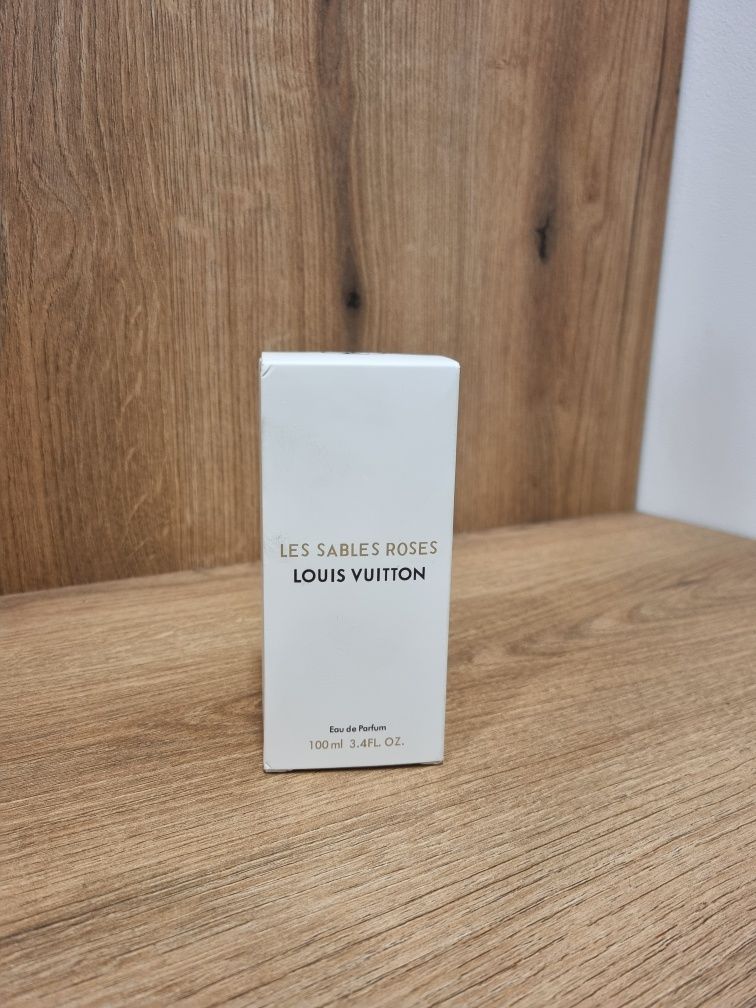 LES SABLES ROSES
LOUIS VUITTON
Eau de Parfum
100ml 3.4FL. OZ.